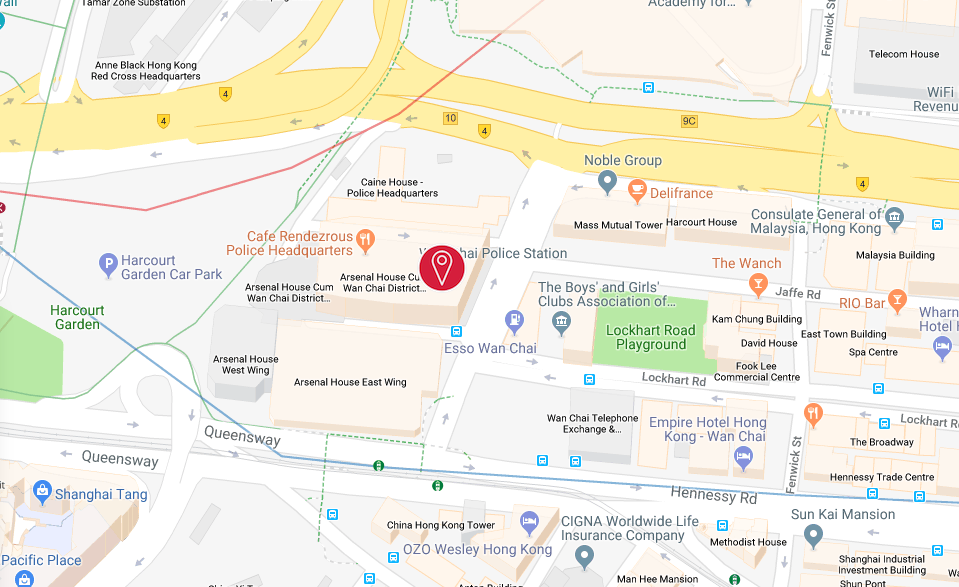 Tamar Zone Substation
Academy for...
Fenwick St
Anne Black Hong Kong
Red Cross Headquarters
Telecom House
WiFi
Revenu
4
4
10
4
9C
4
Noble Group
Delifrance
Caine House -
Police Headquarters
Mass Mutual Tower
Harcourt House
Consulate General of
Malaysia, Hong Kong
Cafe Rendezrous
Police Headquarters
hai Police Station
Malaysia Building
Harcourt
Garden Car Park
The Wanch
Arsenal House Cu
Wan Chai District...
Arsenal House Cum
Wan Chai District...
The Boys' and Girls'
Clubs Association of...
Jaffe Rd
RIO Bar
Harcourt
Garden
Kam Chung Building
Wharn
Hotel H
Lockhart Road
Playground
East Town Building
David House
Esso Wan Chai
Spa Centre
Arsenal House
West Wing
Fook Lee
Commercial Centre
Arsenal House East Wing
Lockhart Rd
Wan Chai Telephone
Exchange &...
Empire Hotel Hong
Kong - Wan Chai
Lockhart Rd
Queensway
The Broadway
Fenwick St
Queensway
Hennessy Trade Centre
Shanghai Tang
Hennessy Rd
Sun Kai Mansion
China Hong Kong Tower
CIGNA Worldwide Life
Insurance Company
OZO Wesley Hong Kong
Methodist House
Pacific Place
Shanghai Industrial
Investment Building
Man Hee Mansion
Shun Pont